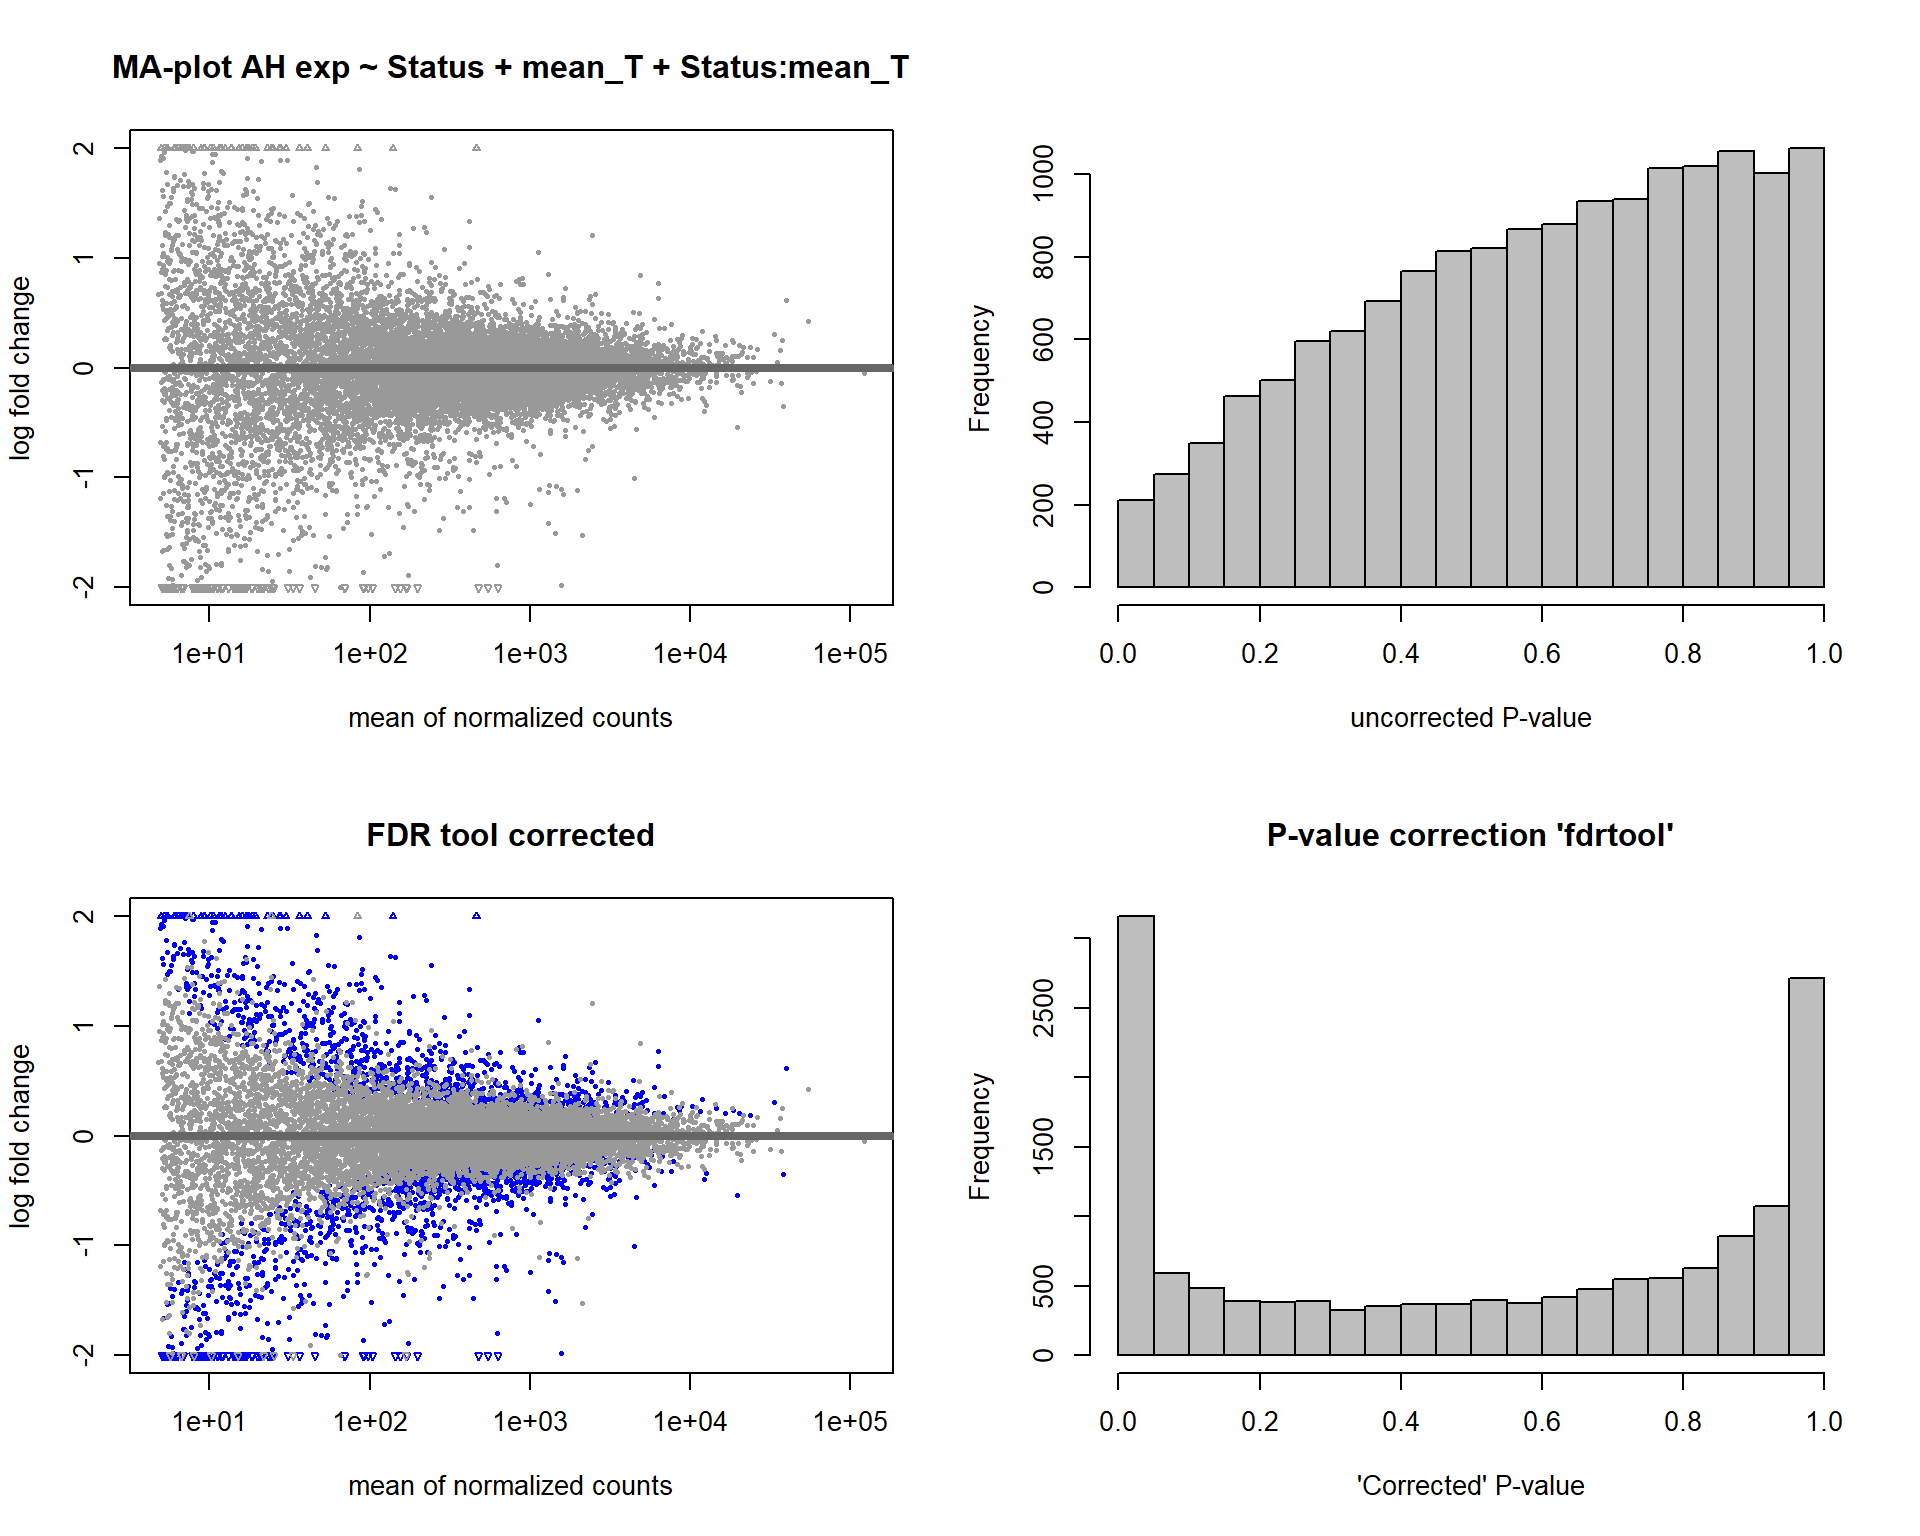 MA-plot AH exp ~ Status + mean_T + Status:mean_T
log fold change
2
1
0
-1
-2
1e+01 1e+02 1e+03 1e+04 1e+05
mean of normalized counts
Frequency
1000
800
600
400
200
0
0.0 0.2 0.4 0.6 0.8 1.0
uncorrected P-value
FDR tool corrected
log fold change
2
1
0
-1
-2
1e+01 1e+02 1e+03 1e+04 1e+05
mean of normalized counts
P-value correction 'fdrtool'
Frequency
2500
1500
500
0
0.0 0.2 0.4 0.6 0.8 1.0
'Corrected' P-value